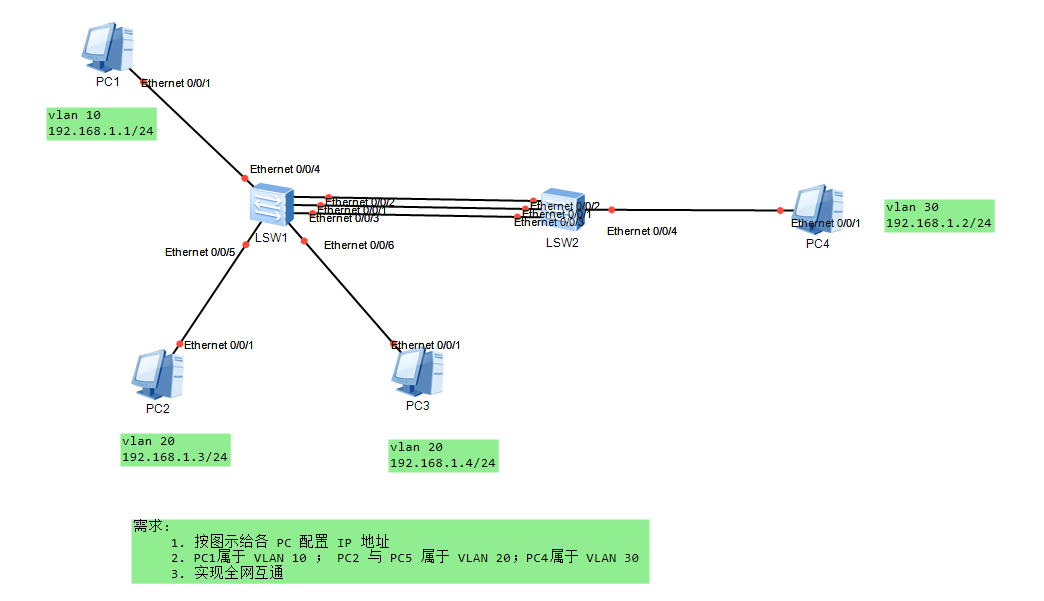 PC1
Ethernet 0/0/1
vlan 10
192.168.1.1/24
Ethernet 0/0/4
Ethernet 0/0/2
Ethernet 0/0/1
Ethernet 0/0/3
LSW1
Ethernet 0/0/2
Ethernet 0/0/1
Ethernet 0/0/3
LSW2
Ethernet 0/0/4
Ethernet 0/0/1
PC4
vlan 30
192.168.1.2/24
Ethernet 0/0/5
Ethernet 0/0/6
Ethernet 0/0/1
PC2
Ethernet 0/0/1
PC3
vlan 20
192.168.1.3/24
vlan 20
192.168.1.4/24
需求:
1. 按图示给各 PC 配置 IP 地址
2. PC1属于 VLAN 10 ； PC2 与 PC5 属于 VLAN 20；PC4属于 VLAN 30
3. 实现全网互通